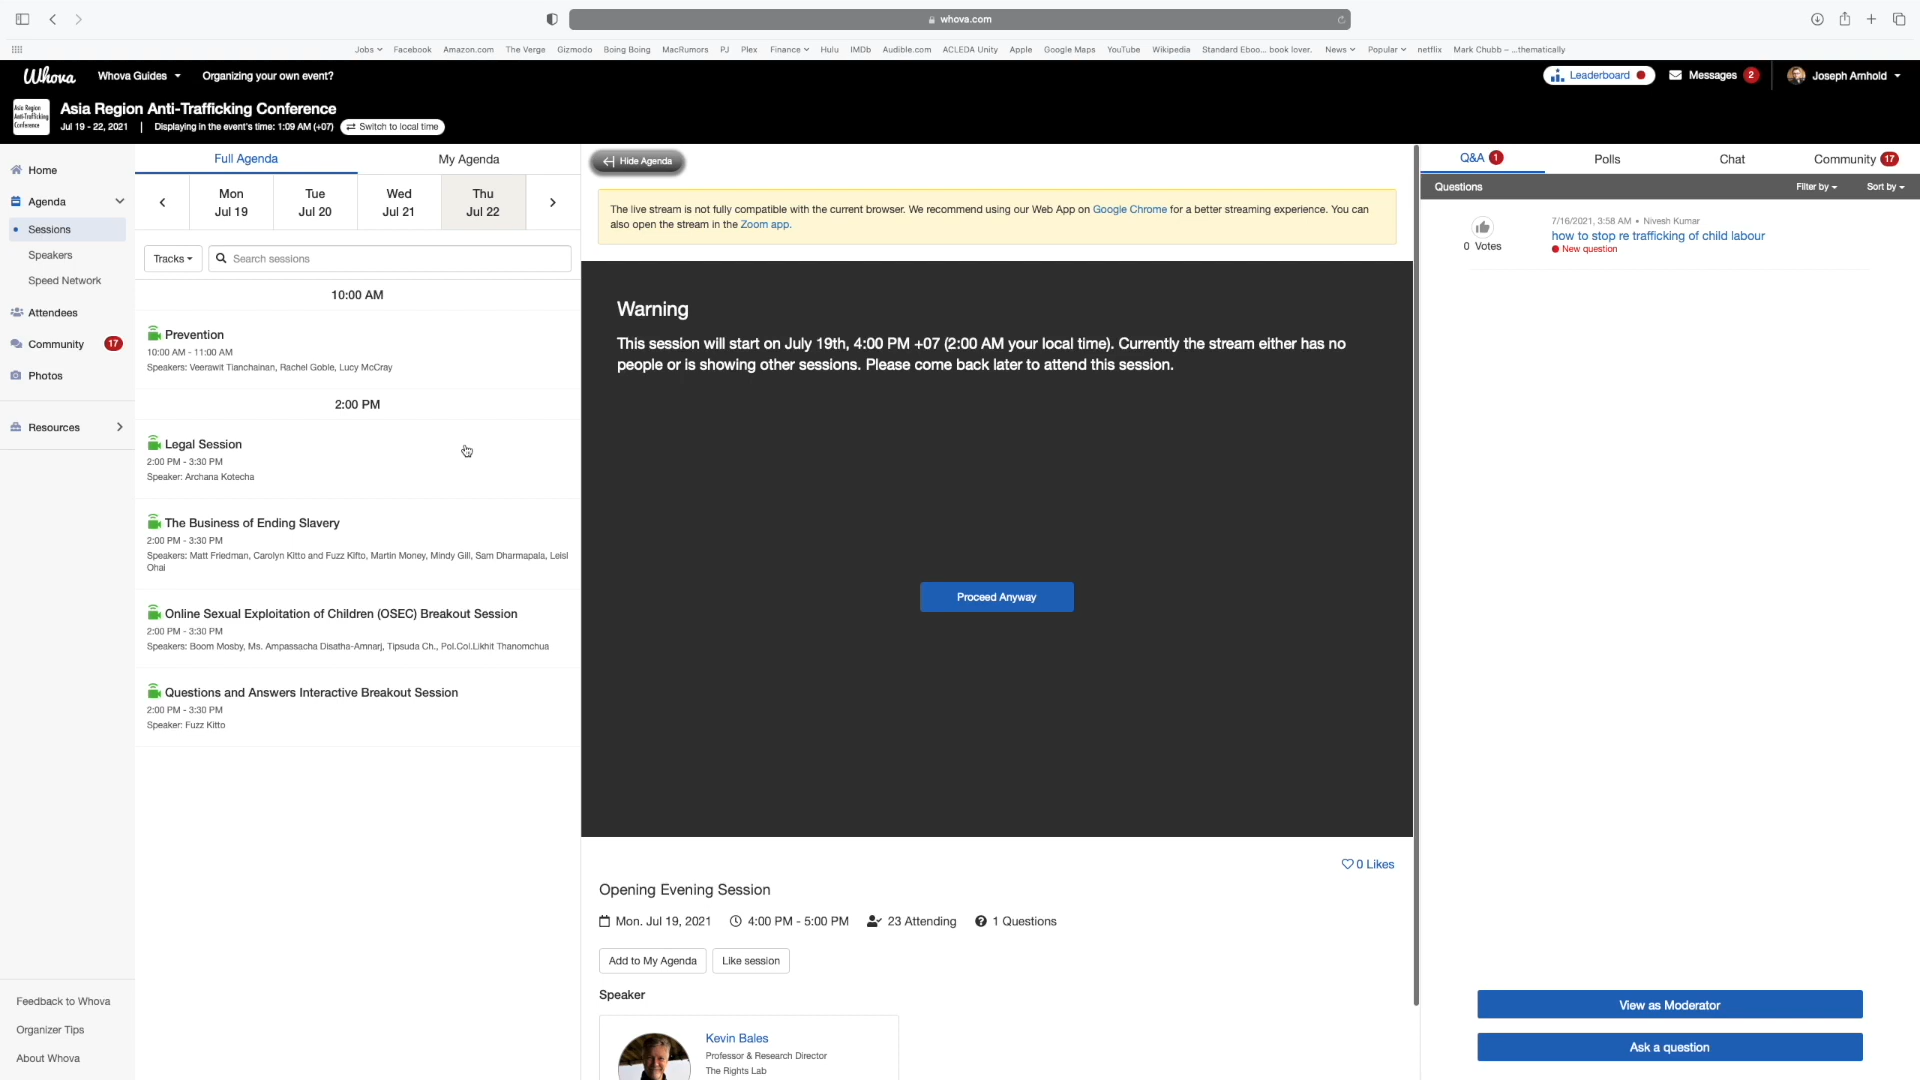 whova.com
Jobs Facebook Amazon.com The Verge Gizmodo Boing Boing MacRumors PJ Plex Finance Hulu IMDb Audible.com ACLEDA Unity Apple Google Maps YouTube Wikipedia Standard Eboo... book lover. News Popular netflix Mark Chubb – ...thematically
Whova Whova Guides Organizing your own event? Leaderboard Messages 2 Joseph Arnhold
Asia Region Anti-Trafficking Conference
Asia Region Anti-Trafficking Conference
Jul 19 - 22, 2021 | Displaying in the event's time: 1:09 AM (+07) Switch to local time
Home
Agenda
Sessions
Speakers
Speed Network
Attendees
Community 17
Photos
Resources
Feedback to Whova
Organizer Tips
About Whova
Full Agenda My Agenda
Mon Jul 19
Tue Jul 20
Wed Jul 21
Thu Jul 22
Tracks Search sessions
10:00 AM
Prevention
10:00 AM - 11:00 AM
Speakers: Veerawit Tianchainan, Rachel Goble, Lucy McCray
2:00 PM
Legal Session
2:00 PM - 3:30 PM
Speaker: Archana Kotecha
The Business of Ending Slavery
2:00 PM - 3:30 PM
Speakers: Matt Friedman, Carolyn Kitto and Fuzz Kifto, Martin Money, Mindy Gill, Sam Dharmapala, Leisl
Ohai
Online Sexual Exploitation of Children (OSEC) Breakout Session
2:00 PM - 3:30 PM
Speakers: Boom Mosby, Ms. Ampassacha Disatha-Amnarj, Tipsuda Ch., Pol.Col.Likhit Thanomchua
Questions and Answers Interactive Breakout Session
2:00 PM - 3:30 PM
Speaker: Fuzz Kitto
Hide Agenda
The live stream is not fully compatible with the current browser. We recommend using our Web App on Google Chrome for a better streaming experience. You can
also open the stream in the Zoom app.
Warning
This session will start on July 19th, 4:00 PM +07 (2:00 AM your local time). Currently the stream either has no
people or is showing other sessions. Please come back later to attend this session.
Proceed Anyway
0 Likes
Opening Evening Session
Mon. Jul 19, 2021 4:00 PM - 5:00 PM 23 Attending 1 Questions
Add to My Agenda Like session
Speaker
Kevin Bales
Professor & Research Director
The Rights Lab
Q&A 1 Polls Chat Community 17
Questions Filter by Sort by
7/16/2021, 3:58 AM • Nivesh Kumar
how to stop re trafficking of child labour
0 Votes
New question
View as Moderator
Ask a question